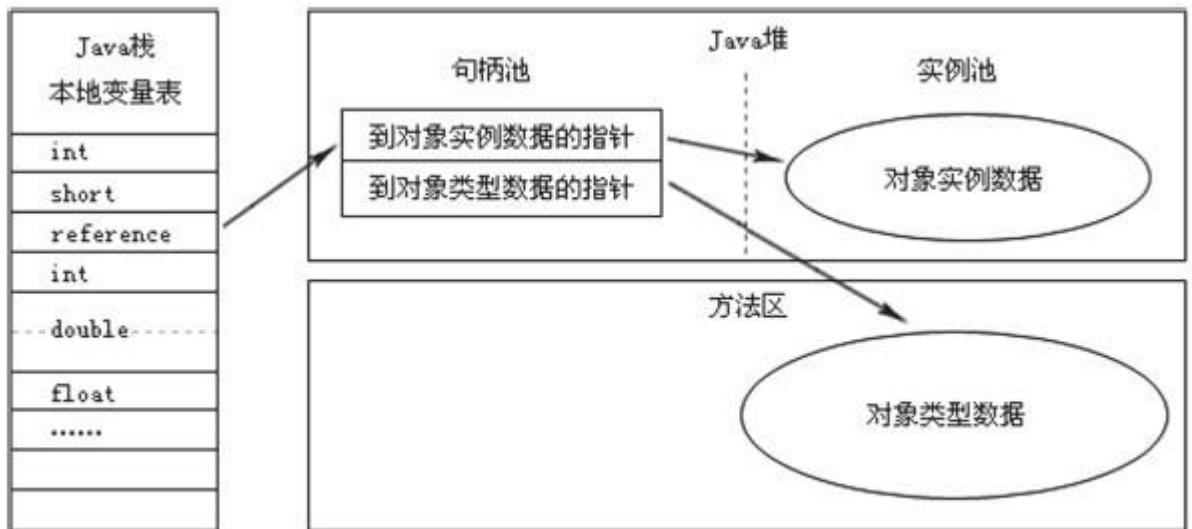 Java栈
本地变量表
int
short
reference
int
double
float
......
Java堆
句柄池
实例池
到对象实例数据的指针
到对象类型数据的指针
对象实例数据
方法区
对象类型数据